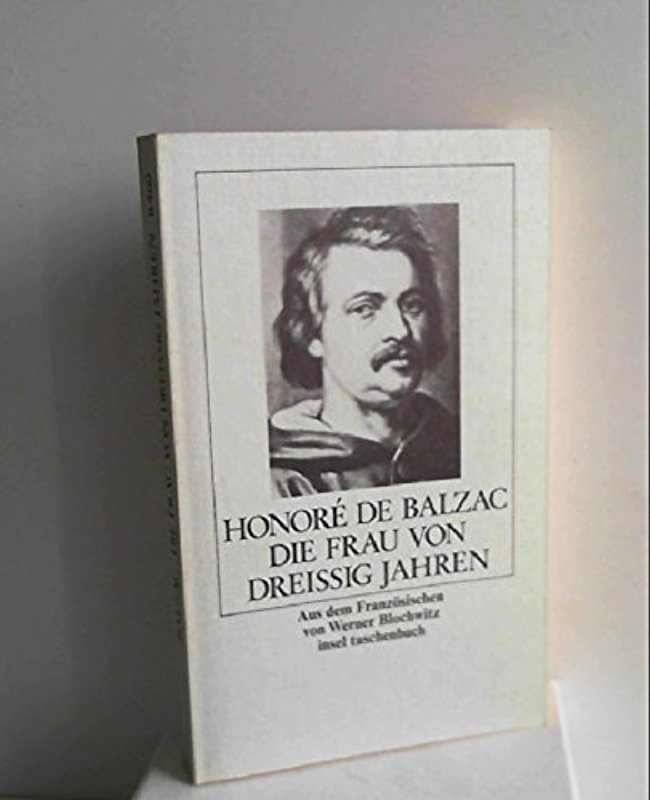 HONORÉ DE BALZAC
DIE FRAU VON
DREISSIG JAHREN
Aus dem Französischen
von Werner Blochwitz
insel taschenbuch